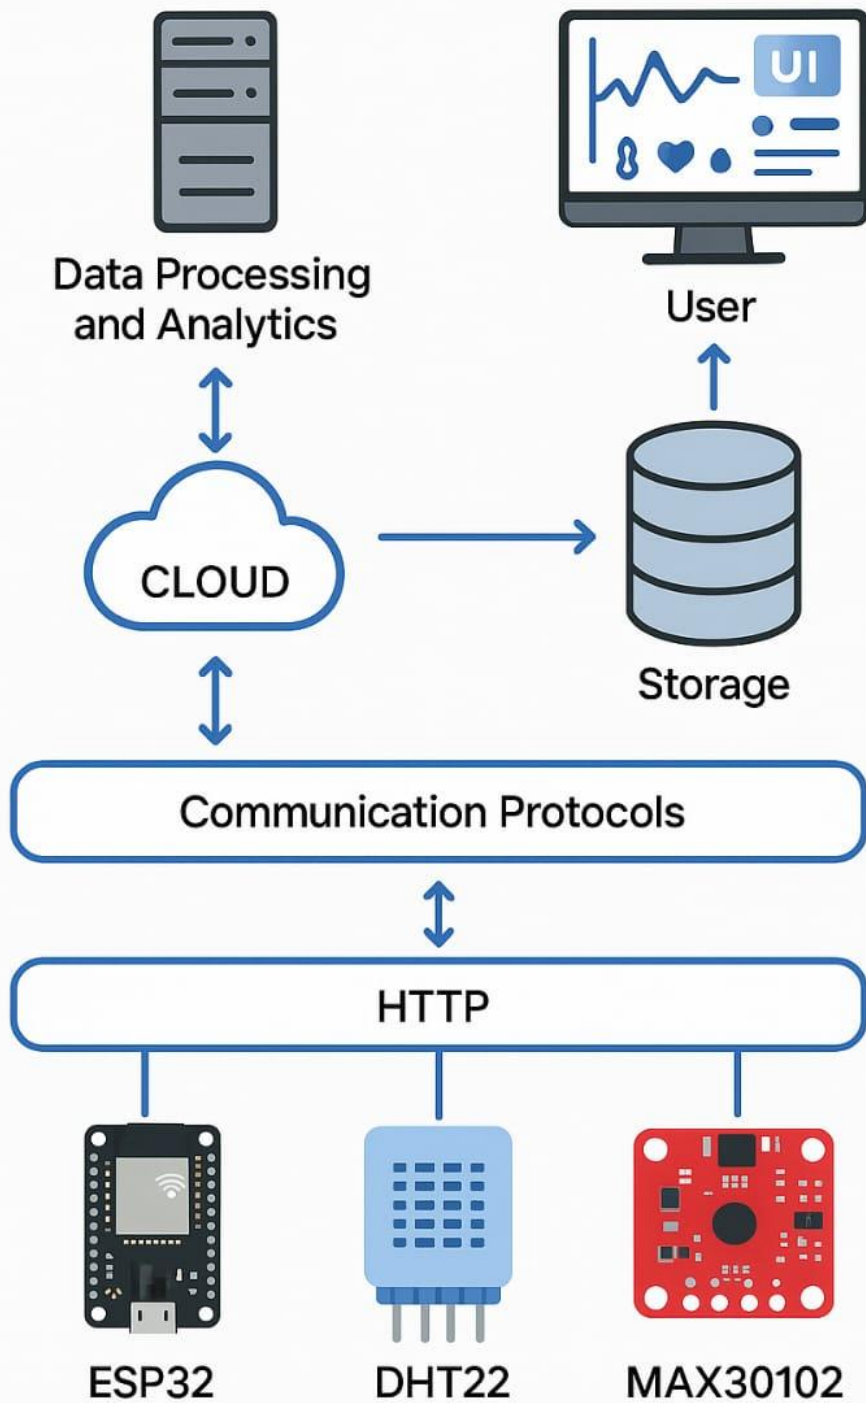 UI
Data Processing
and Analytics
User
CLOUD
Storage
Communication Protocols
HTTP
ESP32
DHT22
MAX30102